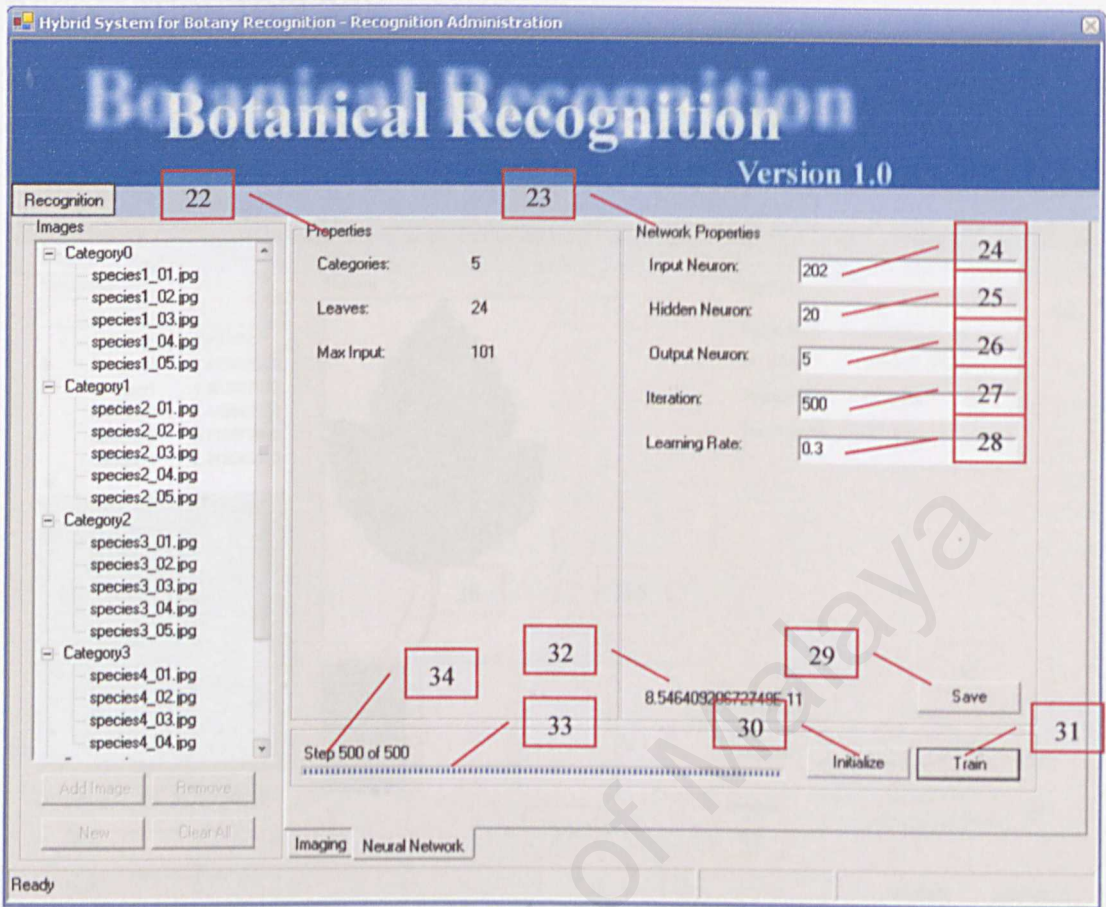 Hybrid System for Botany Recognition - Recognition Administration
Botanical Recognition
Botanical Recognition
Version 1.0
Recognition
22
23
Images
Category0
species1_01.jpg
species1_02.jpg
species1_03.jpg
species1_04.jpg
species1_05.jpg
Category1
species2_01.jpg
species2_02.jpg
species2_03.jpg
species2_04.jpg
species2_05.jpg
Category2
species3_01.jpg
species3_02.jpg
species3_03.jpg
species3_04.jpg
species3_05.jpg
Category3
species4_01.jpg
species4_02.jpg
species4_03.jpg
species4_04.jpg
Add Image Remove
New Clear All
Properties
Categories: 5
Leaves: 24
Max Input: 101
Network Properties
Input Neuron: 202 24
Hidden Neuron: 20 25
Output Neuron: 5 26
Iteration: 500 27
Learning Rate: 0.3 28
32
29
34
Save
33
30
31
Step 500 of 500
Initialize Train
Imaging Neural Network
Ready
of Malaya